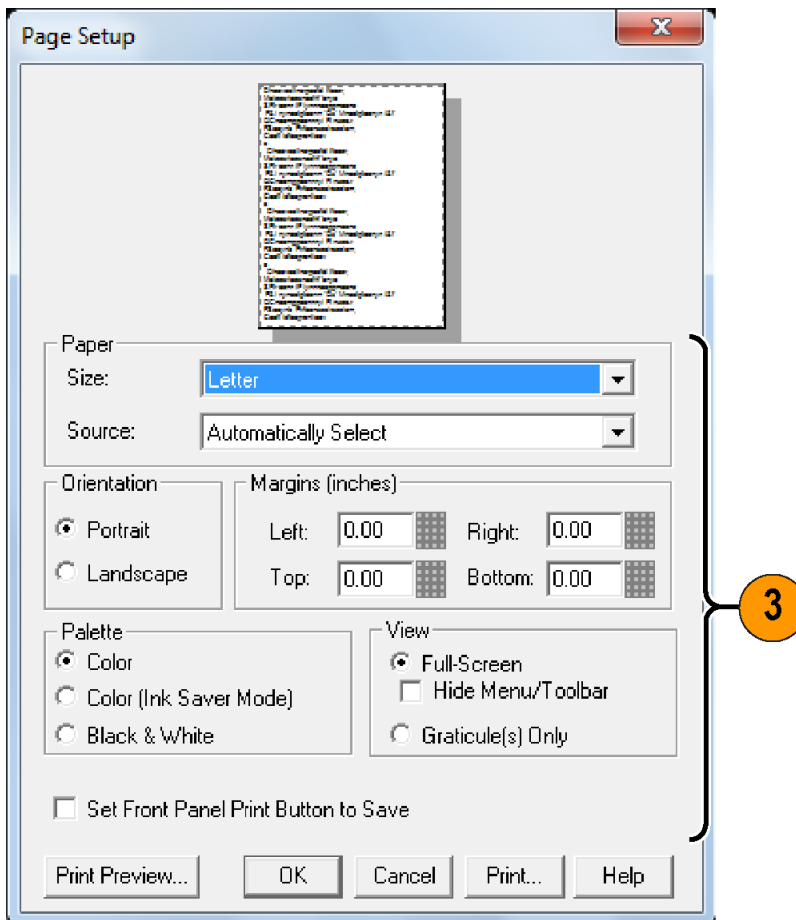 Page Setup
Paper
Size: Letter
Source: Automatically Select
Orientation Margins (inches)
Portrait Left: 0.00 Right: 0.00
Landscape Top: 0.00 Bottom: 0.00
Palette View
Color Full-Screen
Hide Menu/Toolbar
Color (Ink Saver Mode)
Black & White Graticule(s) Only
Set Front Panel Print Button to Save
Print Preview... OK Cancel Print... Help
3